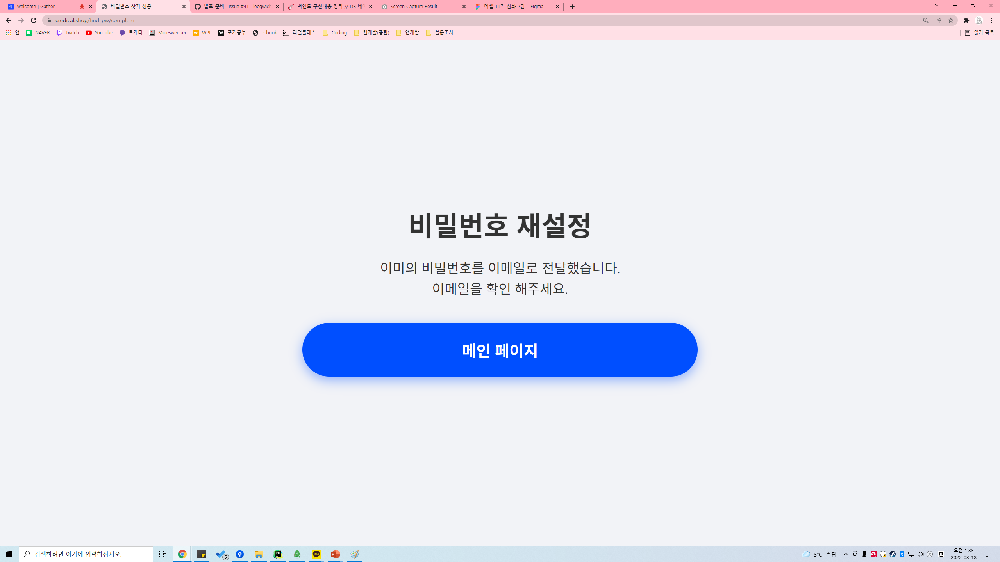 welcome | Gather
비밀번호 찾기 성공
발표 준비 · Issue #41 · leegwich
백앤드 구현내용 정리 // DB 네이
Screen Capture Result
메챌 11기 심화 2팀 – Figma
credical.shop/find_pw/complete
앱
NAVER
Twitch
YouTube
트게더
Minesweeper
WPL
포커공부
e-book
리얼클래스
Coding
웹개발(종합)
앱개발
설문조사
읽기 목록
비밀번호 재설정
이미의 비밀번호를 이메일로 전달했습니다.
이메일을 확인 해주세요.
메인 페이지
검색하려면 여기에 입력하십시오.
5
PC
TALK
P
8°C 흐림
한
오전 1:33
2022-03-18